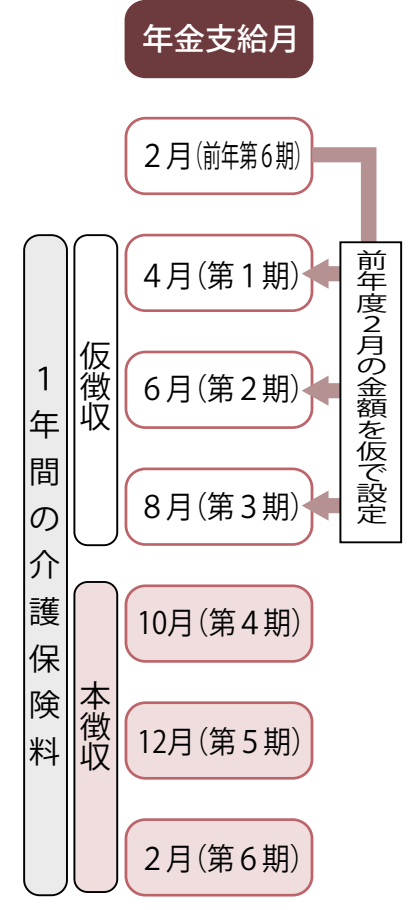 年金支給月
２月(前年第６期)
４月(第１期)
６月(第２期)
８月(第３期)
10月(第４期)
12月(第５期)
２月(第６期)
１年間の介護保険料
仮徴収
本徴収
前年度２月の金額を仮で設定